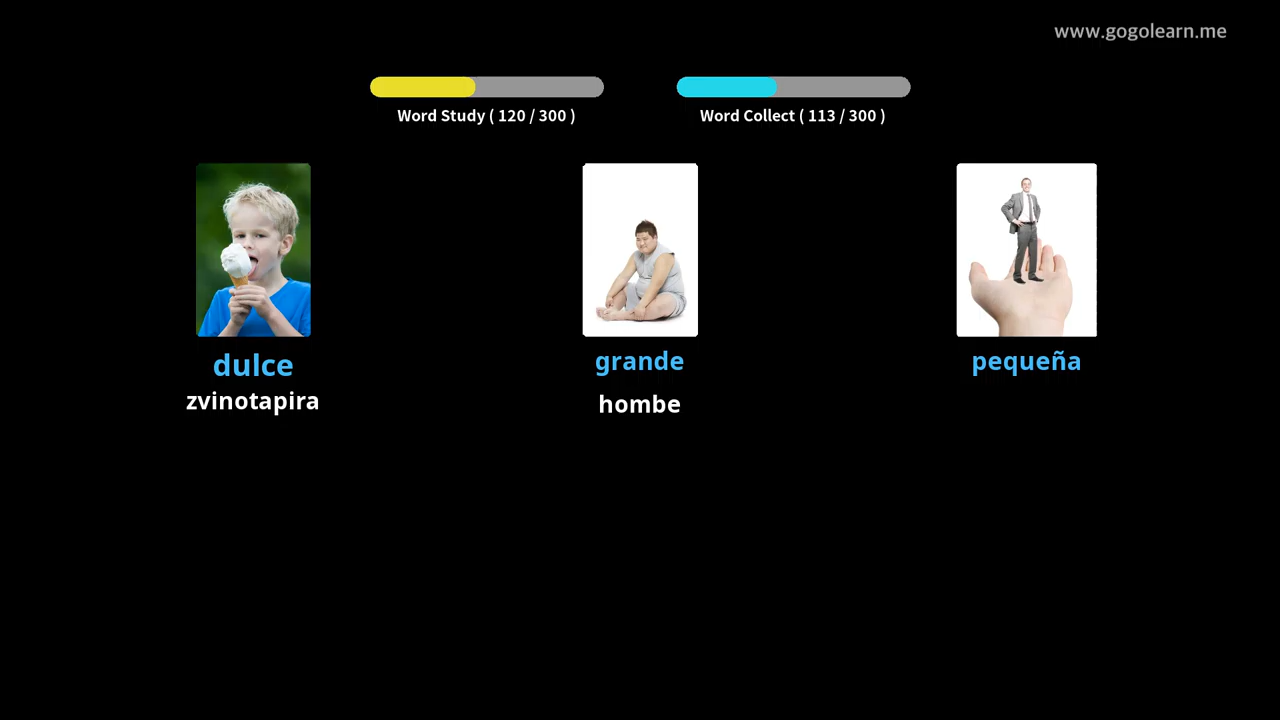 www.gogolearn.me
Word Study ( 120 / 300 )
Word Collect ( 113 / 300 )
dulce
zvinotapira
grande
hombe
pequeña